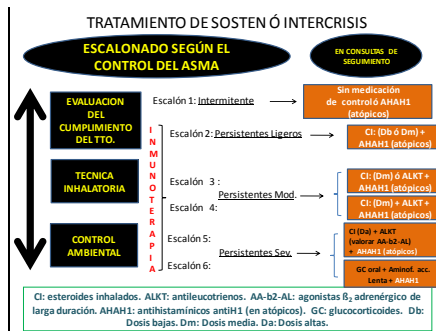 TRATAMIENTO DE SOSTEN Ó INTERCRISIS
ESCALONADO SEGÚN EL
CONTROL DEL ASMA
EN CONSULTAS DE
SEGUIMIENTO
EVALUACION
DEL
CUMPLIMIENTO
DEL TTO.
TECNICA
INHALATORIA
CONTROL
AMBIENTAL
I
N
M
U
N
O
T
E
R
A
P
I
A
Escalón 1: Intermitente
Sin medicación
de control ó AHAH1
(atópicos)
Escalón 2: Persistentes Ligeros
CI: (Db ó Dm) +
AHAH1 (atópicos)
Escalón 3 :
Persistentes Mod.
Escalón 4:
CI: (Dm) ó ALKT +
AHAH1 (atópicos)
CI: (Dm) + ALKT +
AHAH1 (atópicos)
Escalón 5:
Persistentes Sev.
Escalón 6:
CI (Da) + ALKT
(valorar AA-b2-AL)
+ AHAH1 (atópicos)
GC oral + Aminof. acc.
Lenta + AHAH1
CI: esteroides inhalados. ALKT: antileucotrienos. AA-b2-AL: agonistas ß2 adrenérgico de
larga duración. AHAH1: antihistamínicos antiH1 (en atópicos). GC: glucocorticoides. Db:
Dosis bajas. Dm: Dosis media. Da: Dosis altas.